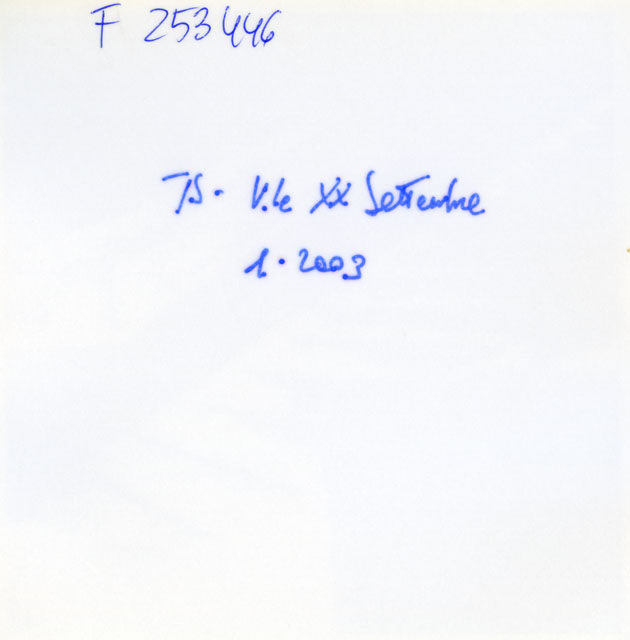 F 253446
TS. V.le XX Settembre
1.2003